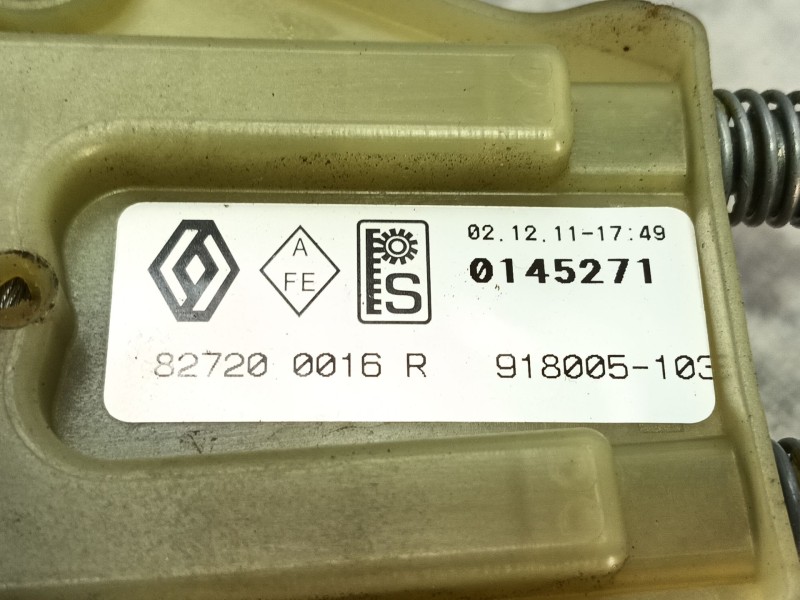 A
FE
S
02.12.11-17:49
0145271
82720 0016 R 918005-103